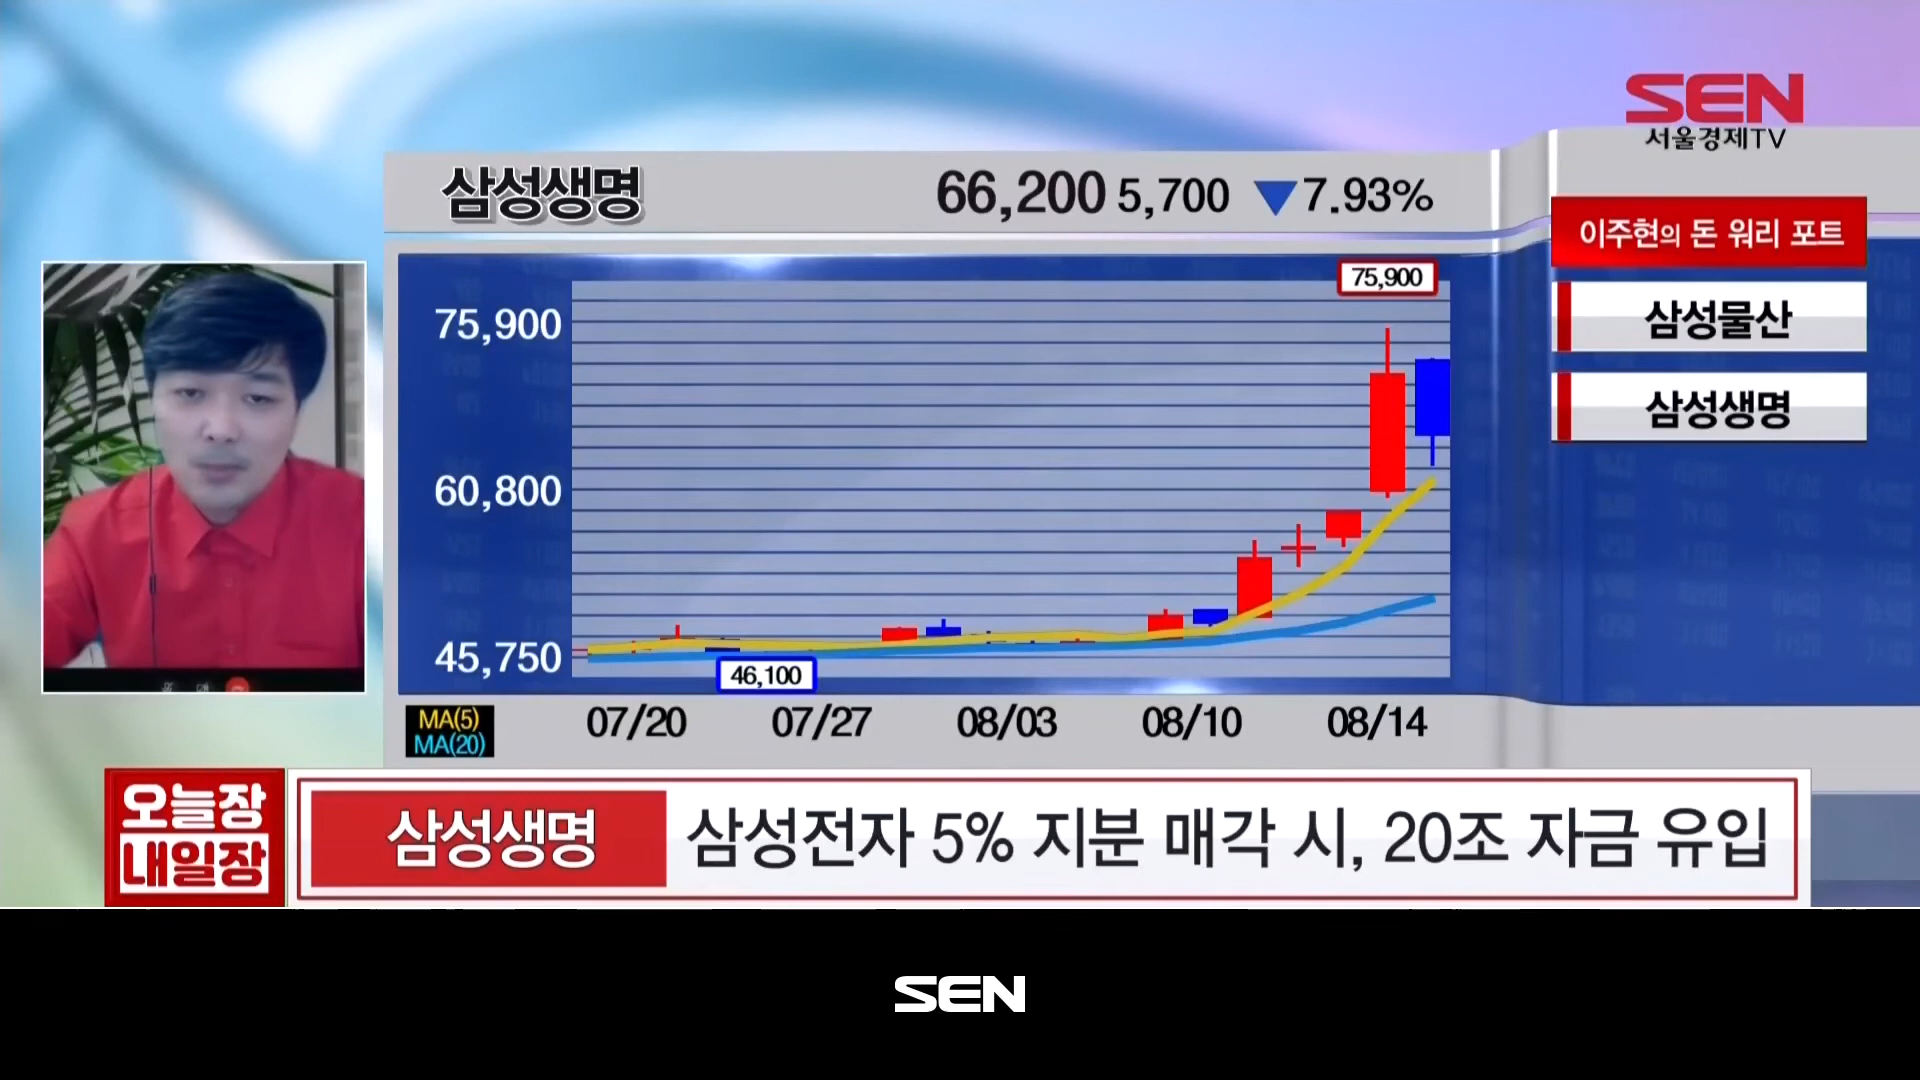 SEN
서울경제TV
삼성생명 66,200 5,700 ▼7.93%
이주현의 돈 워리 포트
삼성물산
삼성생명
75,900
75,900
60,800
45,750
46,100
MA(5)
MA(20)
07/20 07/27 08/03 08/10 08/14
오늘장
내일장
삼성생명 삼성전자 5% 지분 매각 시, 20조 자금 유입
SEN